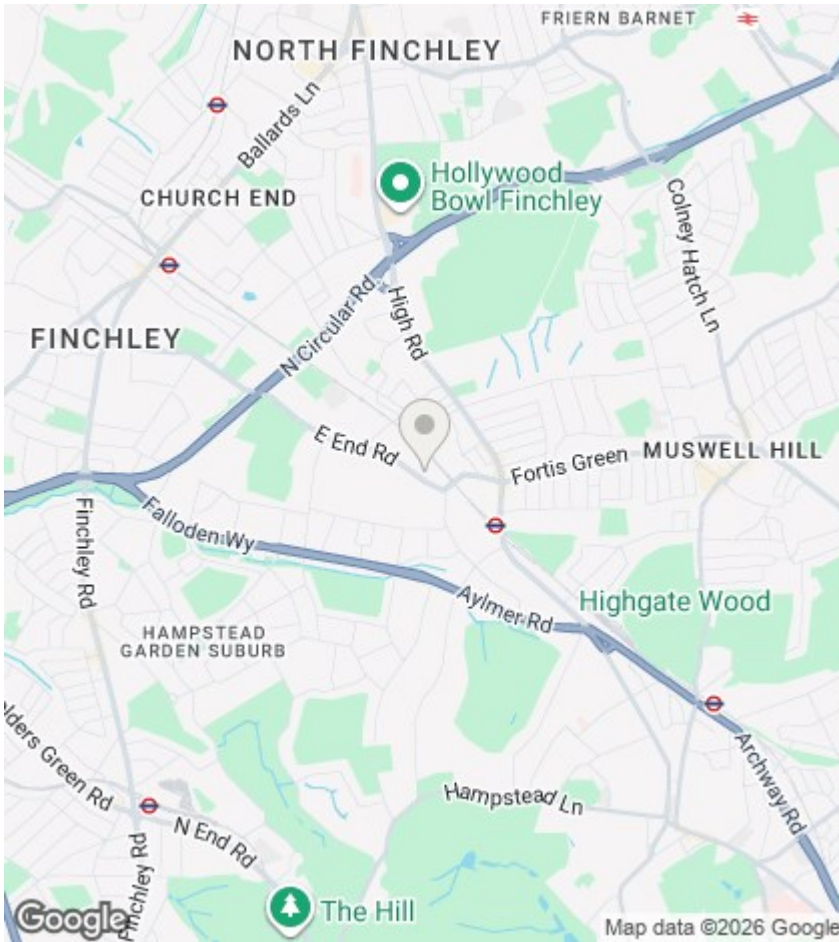 FRIERN BARNET
NORTH FINCHLEY
Ballards Ln
Hollywood
Bowl Finchley
CHURCH END
Colney Hatch Ln
N Circular Rd
High Rd
FINCHLEY
E End Rd
Fortis Green
MUSWELL HILL
Falloden Wy
Finchley Rd
Aylmer Rd
Highgate Wood
HAMPSTEAD
GARDEN SUBURB
elders Green Rd
Archway Rd
Hampstead Ln
N End Rd
Finchley Rd
The Hill
Google
Map data ©2026 Google